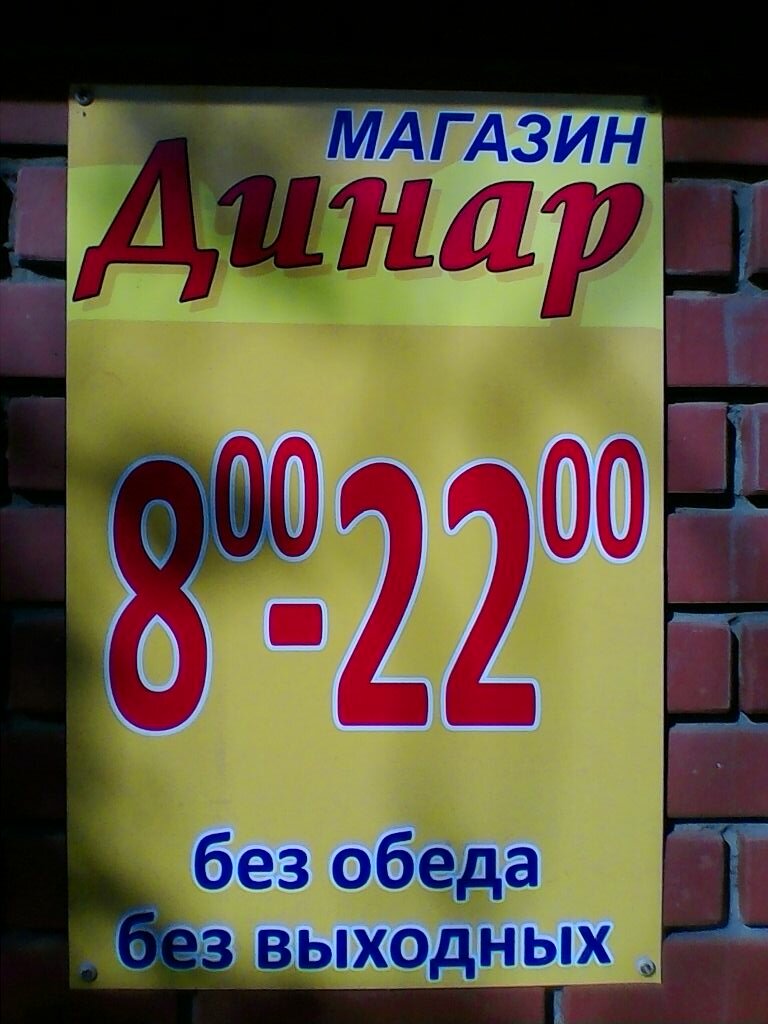 МАГАЗИН
Динар
8⁰⁰-22⁰⁰
без обеда
без выходных